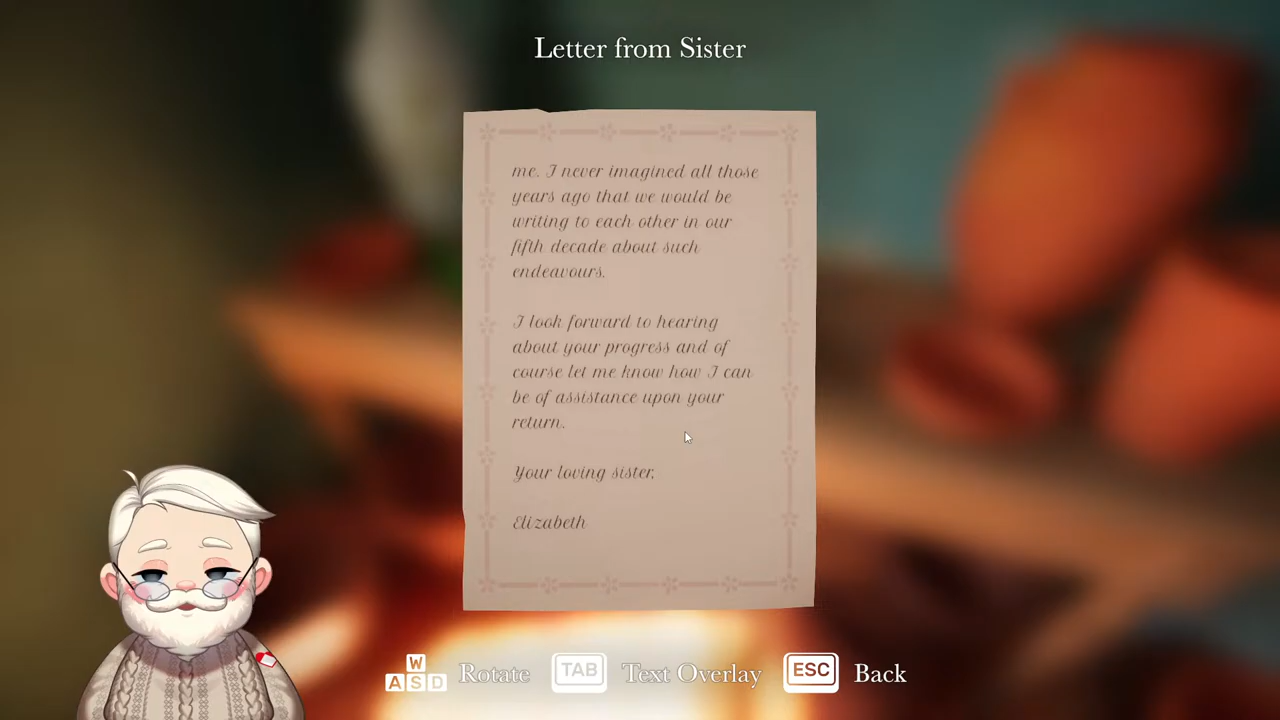 Letter from Sister
me. I never imagined all those
years ago that we would be
writing to each other in our
fifth decade about such
endeavours.
I look forward to hearing
about your progress and of
course let me know how I can
be of assistance upon your
return.
Your loving sister,
Elizabeth
W
A S D Rotate TAB Text Overlay ESC Back